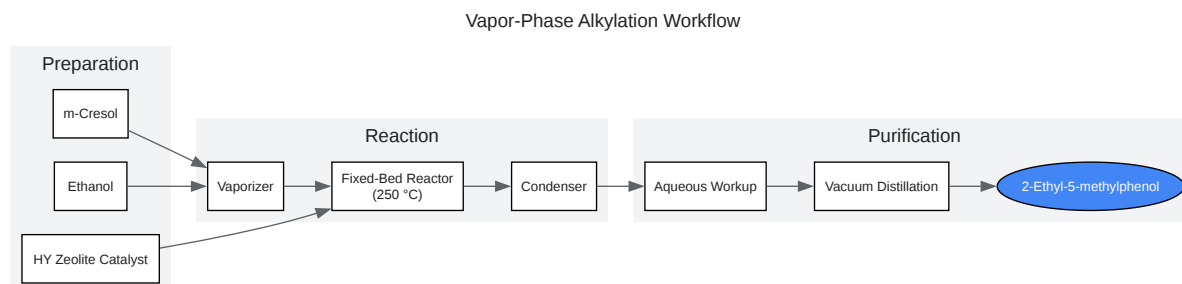 Vapor-Phase Alkylation Workflow
Preparation
m-Cresol
Ethanol
HY Zeolite Catalyst
Reaction
Vaporizer
Fixed-Bed Reactor
(250 °C)
Condenser
Purification
Aqueous Workup
Vacuum Distillation
2-Ethyl-5-methylphenol